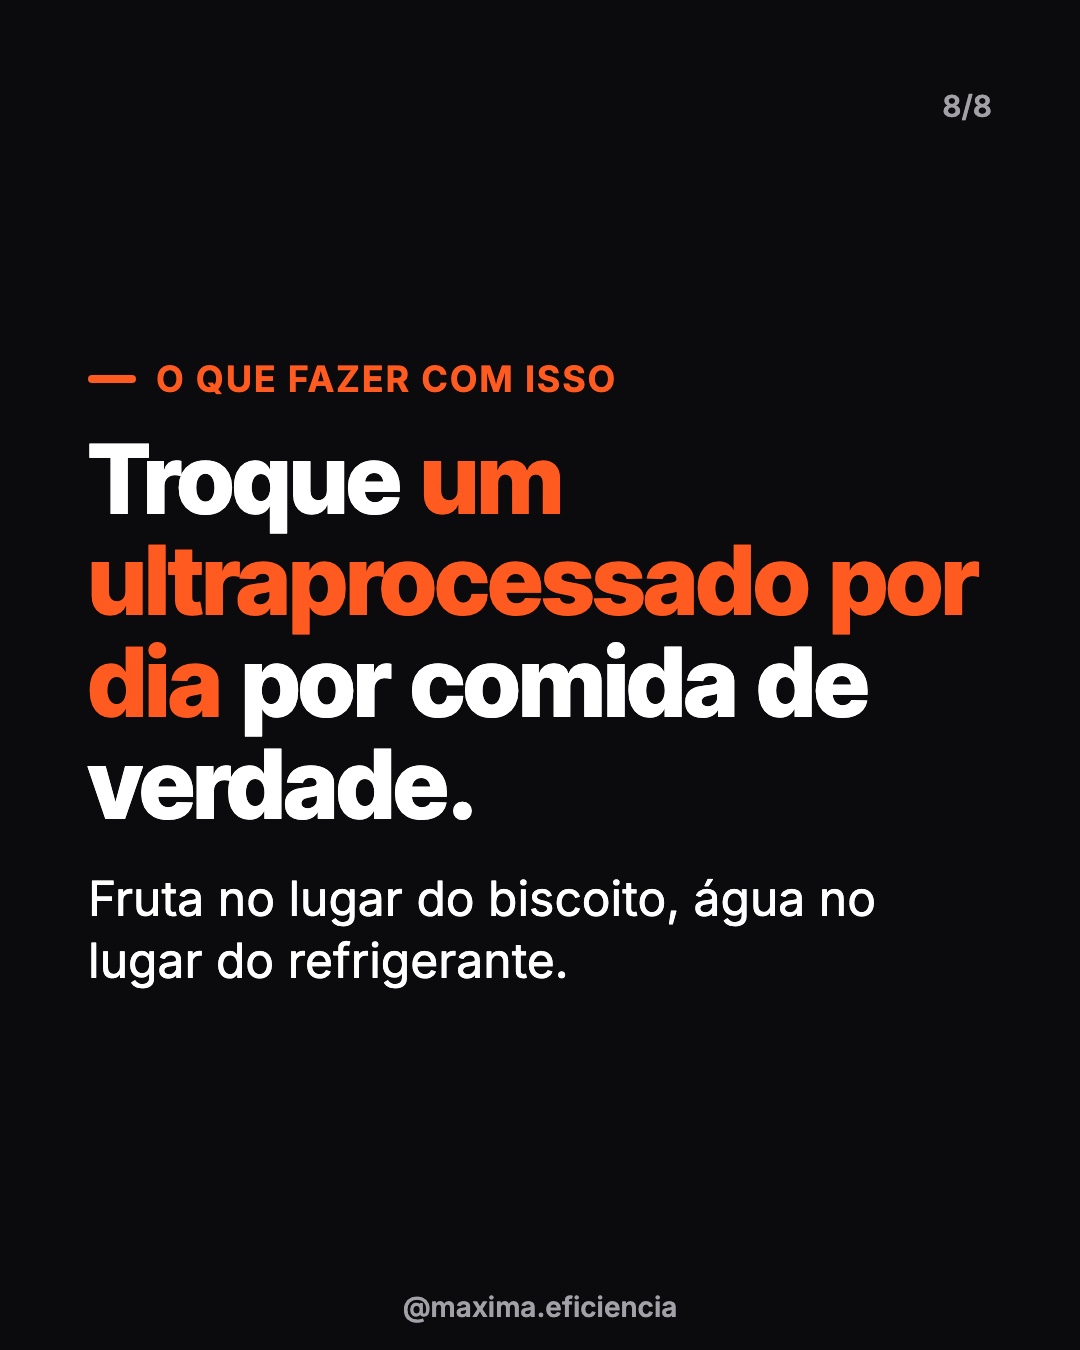 8/8
O QUE FAZER COM ISSO
Troque um
ultraprocessado por
dia por comida de
verdade.
Fruta no lugar do biscoito, água no
lugar do refrigerante.
@maxima.eficiencia